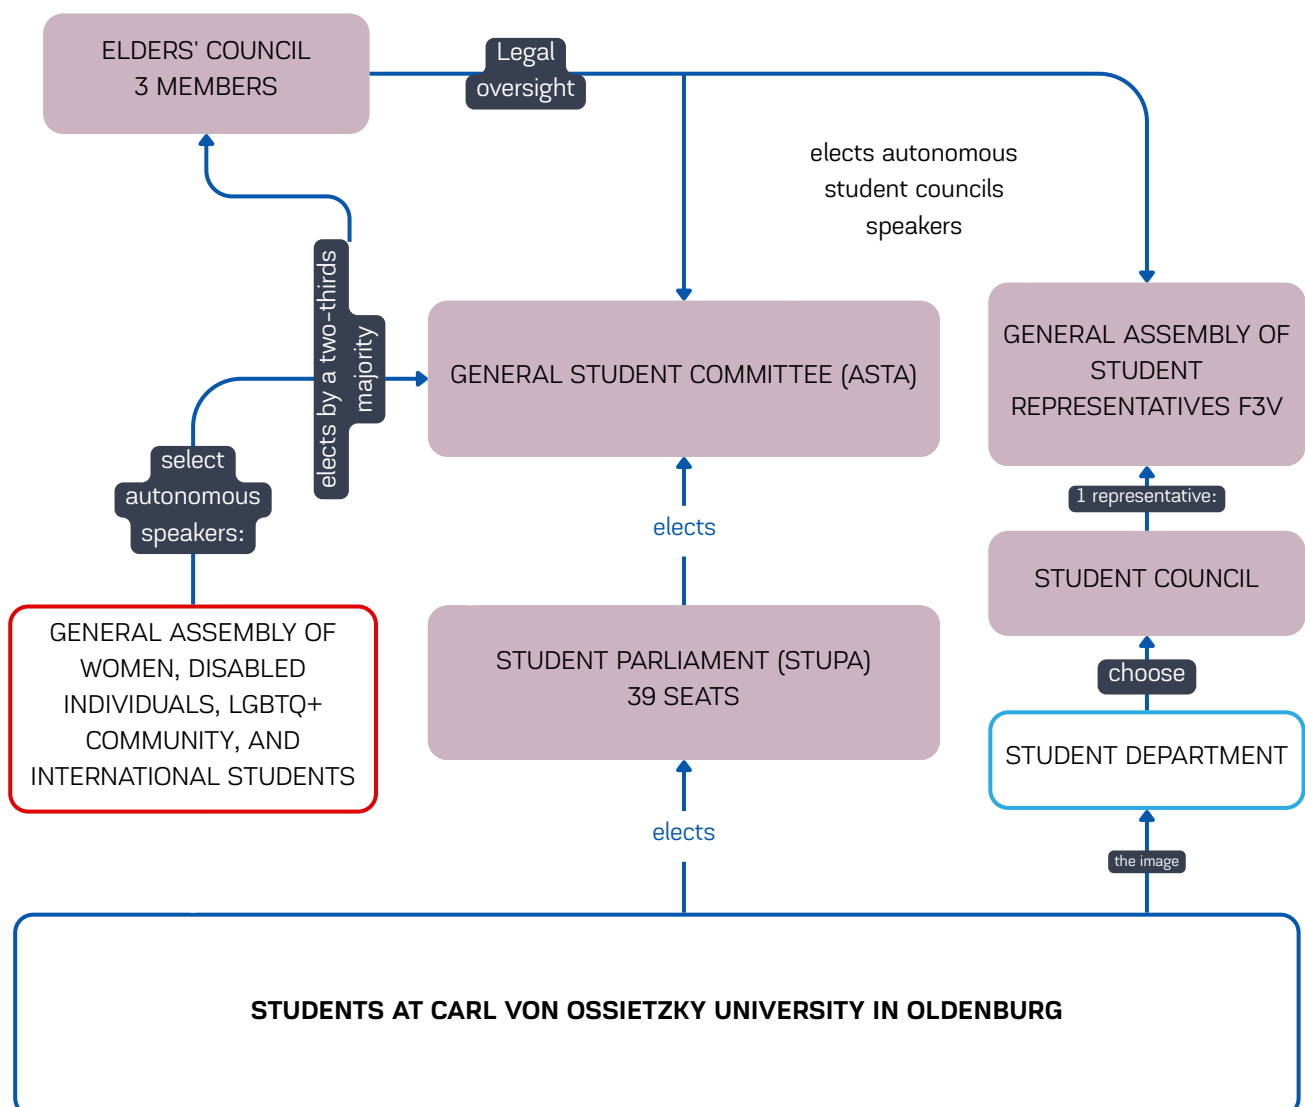 ELDERS' COUNCIL
3 MEMBERS
Legal
oversight
elects autonomous
student councils
speakers
elects by a two-thirds
majority
GENERAL STUDENT COMMITTEE (ASTA)
GENERAL ASSEMBLY OF
STUDENT
REPRESENTATIVES F3V
select
autonomous
speakers:
1 representative:
elects
STUDENT COUNCIL
GENERAL ASSEMBLY OF
WOMEN, DISABLED
INDIVIDUALS, LGBTQ+
COMMUNITY, AND
INTERNATIONAL STUDENTS
STUDENT PARLIAMENT (STUPA)
39 SEATS
choose
STUDENT DEPARTMENT
elects
the image
STUDENTS AT CARL VON OSSIETZKY UNIVERSITY IN OLDENBURG